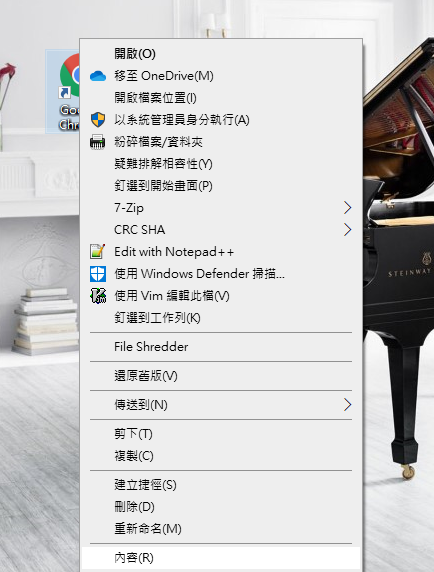 Goo
Chr
開啟(O)
移至 OneDrive(M)
開啟檔案位置(I)
以系統管理員身分執行(A)
粉碎檔案/資料夾
疑難排解相容性(Y)
釘選到開始畫面(P)
7-Zip
CRC SHA
Edit with Notepad++
使用 Windows Defender 掃描...
使用 Vim 編輯此檔(V)
釘選到工作列(K)
File Shredder
還原舊版(V)
傳送到(N)
剪下(T)
複製(C)
建立捷徑(S)
刪除(D)
重新命名(M)
內容(R)
STEINWAY